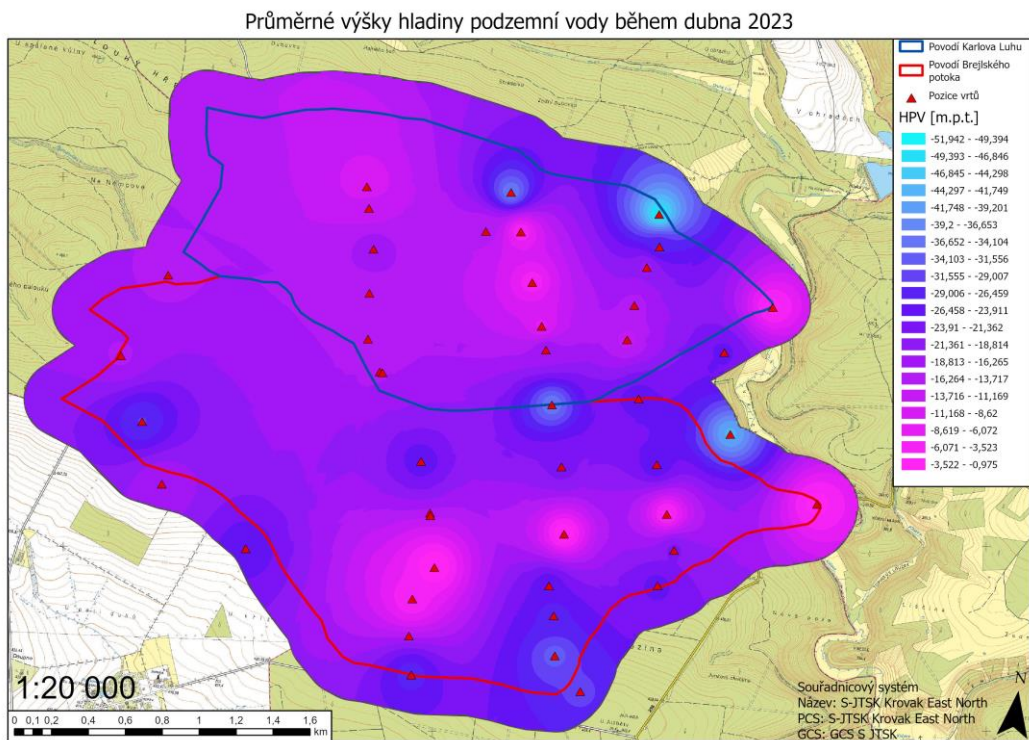 Průměrné výšky hladiny podzemní vody během dubna 2023
Povodí Karlova Luhu
Povodí Brejlského
potoka
Pozice vrtů
HPV [m.p.t.]
-51,942 - -49,394
-49,393 - -46,846
-46,845 - -44,298
-44,297 - -41,749
-41,748 - -39,201
-39,2 - -36,653
-36,652 - -34,104
-34,103 - -31,556
-31,555 - -29,007
-29,006 - -26,459
-26,458 - -23,911
-23,91 - -21,362
-21,361 - -18,814
-18,813 - -16,265
-16,264 - -13,717
-13,716 - -11,169
-11,168 - -8,62
-8,619 - -6,072
-6,071 - -3,523
-3,522 - -0,975
1:20 000
0 0,1 0,2 0,4 0,6 0,8 1 1,2 1,4 1,6
km
Souřadnicový systém
Název: S-JTSK Krovak East North
PCS: S-JTSK Krovak East North
GCS: GCS S JTSK
N